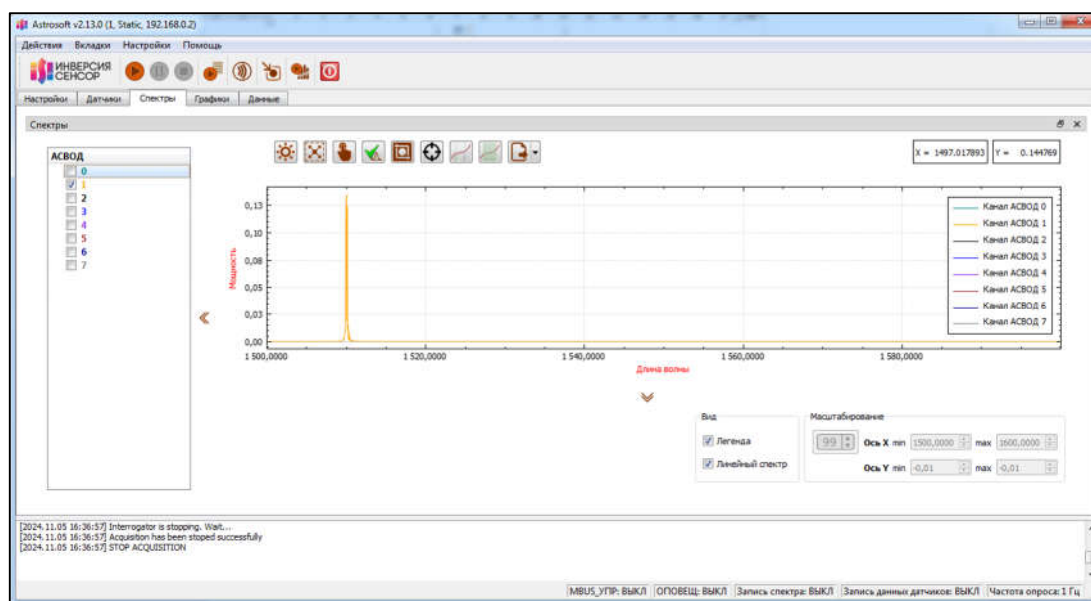 Astrosoft v2.13.0 (1, Static, 192.168.0.2)
Действия Вкладки Настройки Помощь
ИНВЕРСИЯ
СЕНСОР
Настройки Датчики Спектры Графики Данные
Спектры
АСВОД
0
1
2
3
4
5
6
7
X = 1497.017893 Y = 0.144769
0,13
0,10
0,08
0,05
0,03
0,00
Мощность
1 500,0000 1 520,0000 1 540,0000 1 560,0000 1 580,0000
Длина волны
Канал АСВОД 0
Канал АСВОД 1
Канал АСВОД 2
Канал АСВОД 3
Канал АСВОД 4
Канал АСВОД 5
Канал АСВОД 6
Канал АСВОД 7
Вид
Легенда
Линейный спектр
Масштабирование
99 Ось X min 1500,0000 max 1600,0000
Ось Y min -0,01 max -0,01
[2024.11.05 16:36:57] Interrogator is stopping. Wait...
[2024.11.05 16:36:57] Acquisition has been stoped successfully
[2024.11.05 16:36:57] STOP ACQUISITION
MBUS_УПР: ВЫКЛ ОПОВЕЩ: ВЫКЛ Запись спектра: ВЫКЛ Запись данных датчиков: ВЫКЛ Частота опроса: 1 Гц